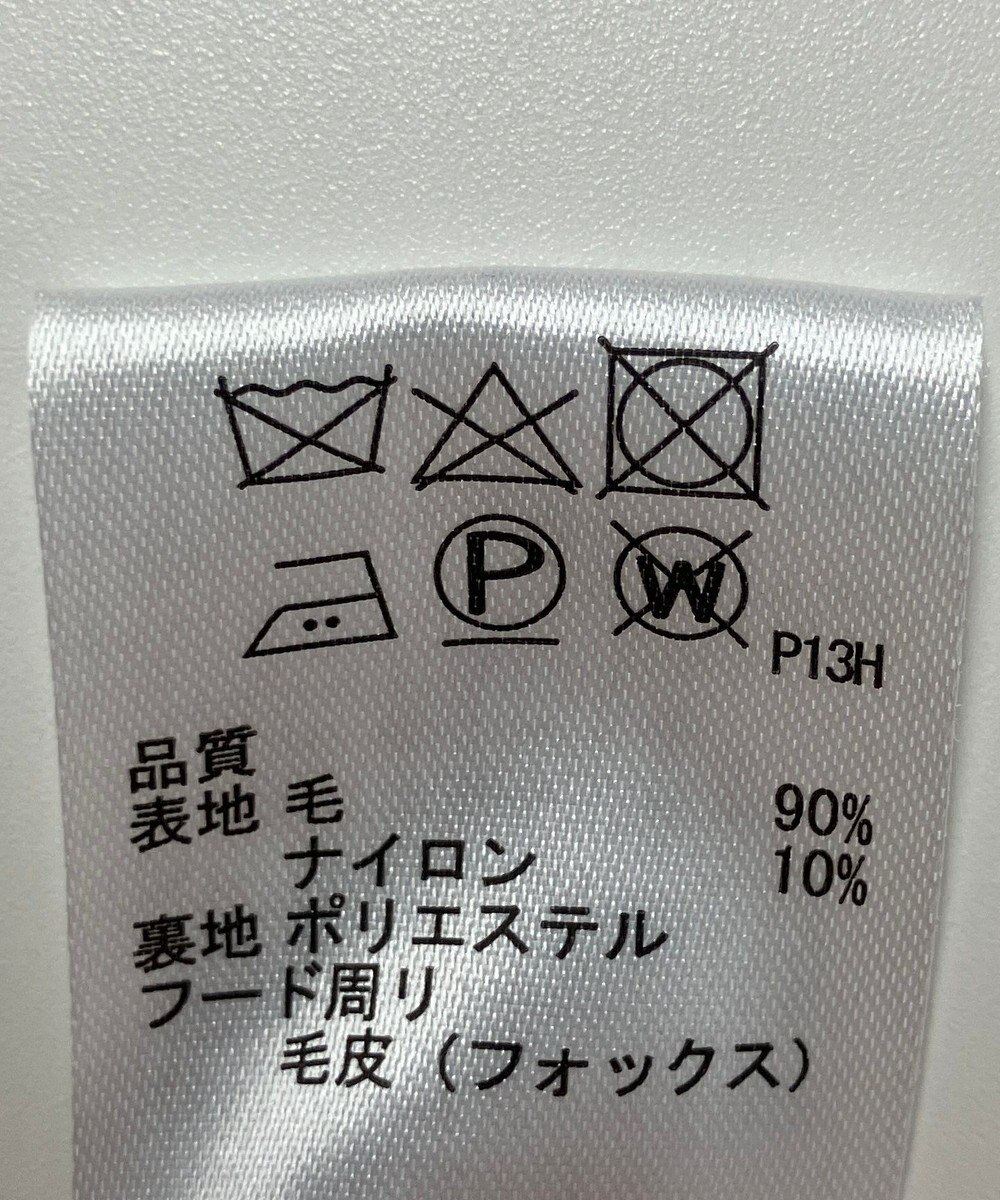 P W P13H
品質
表地 毛 90%
ナイロン 10%
裏地 ポリエステル
フード周リ
毛皮（フォックス）